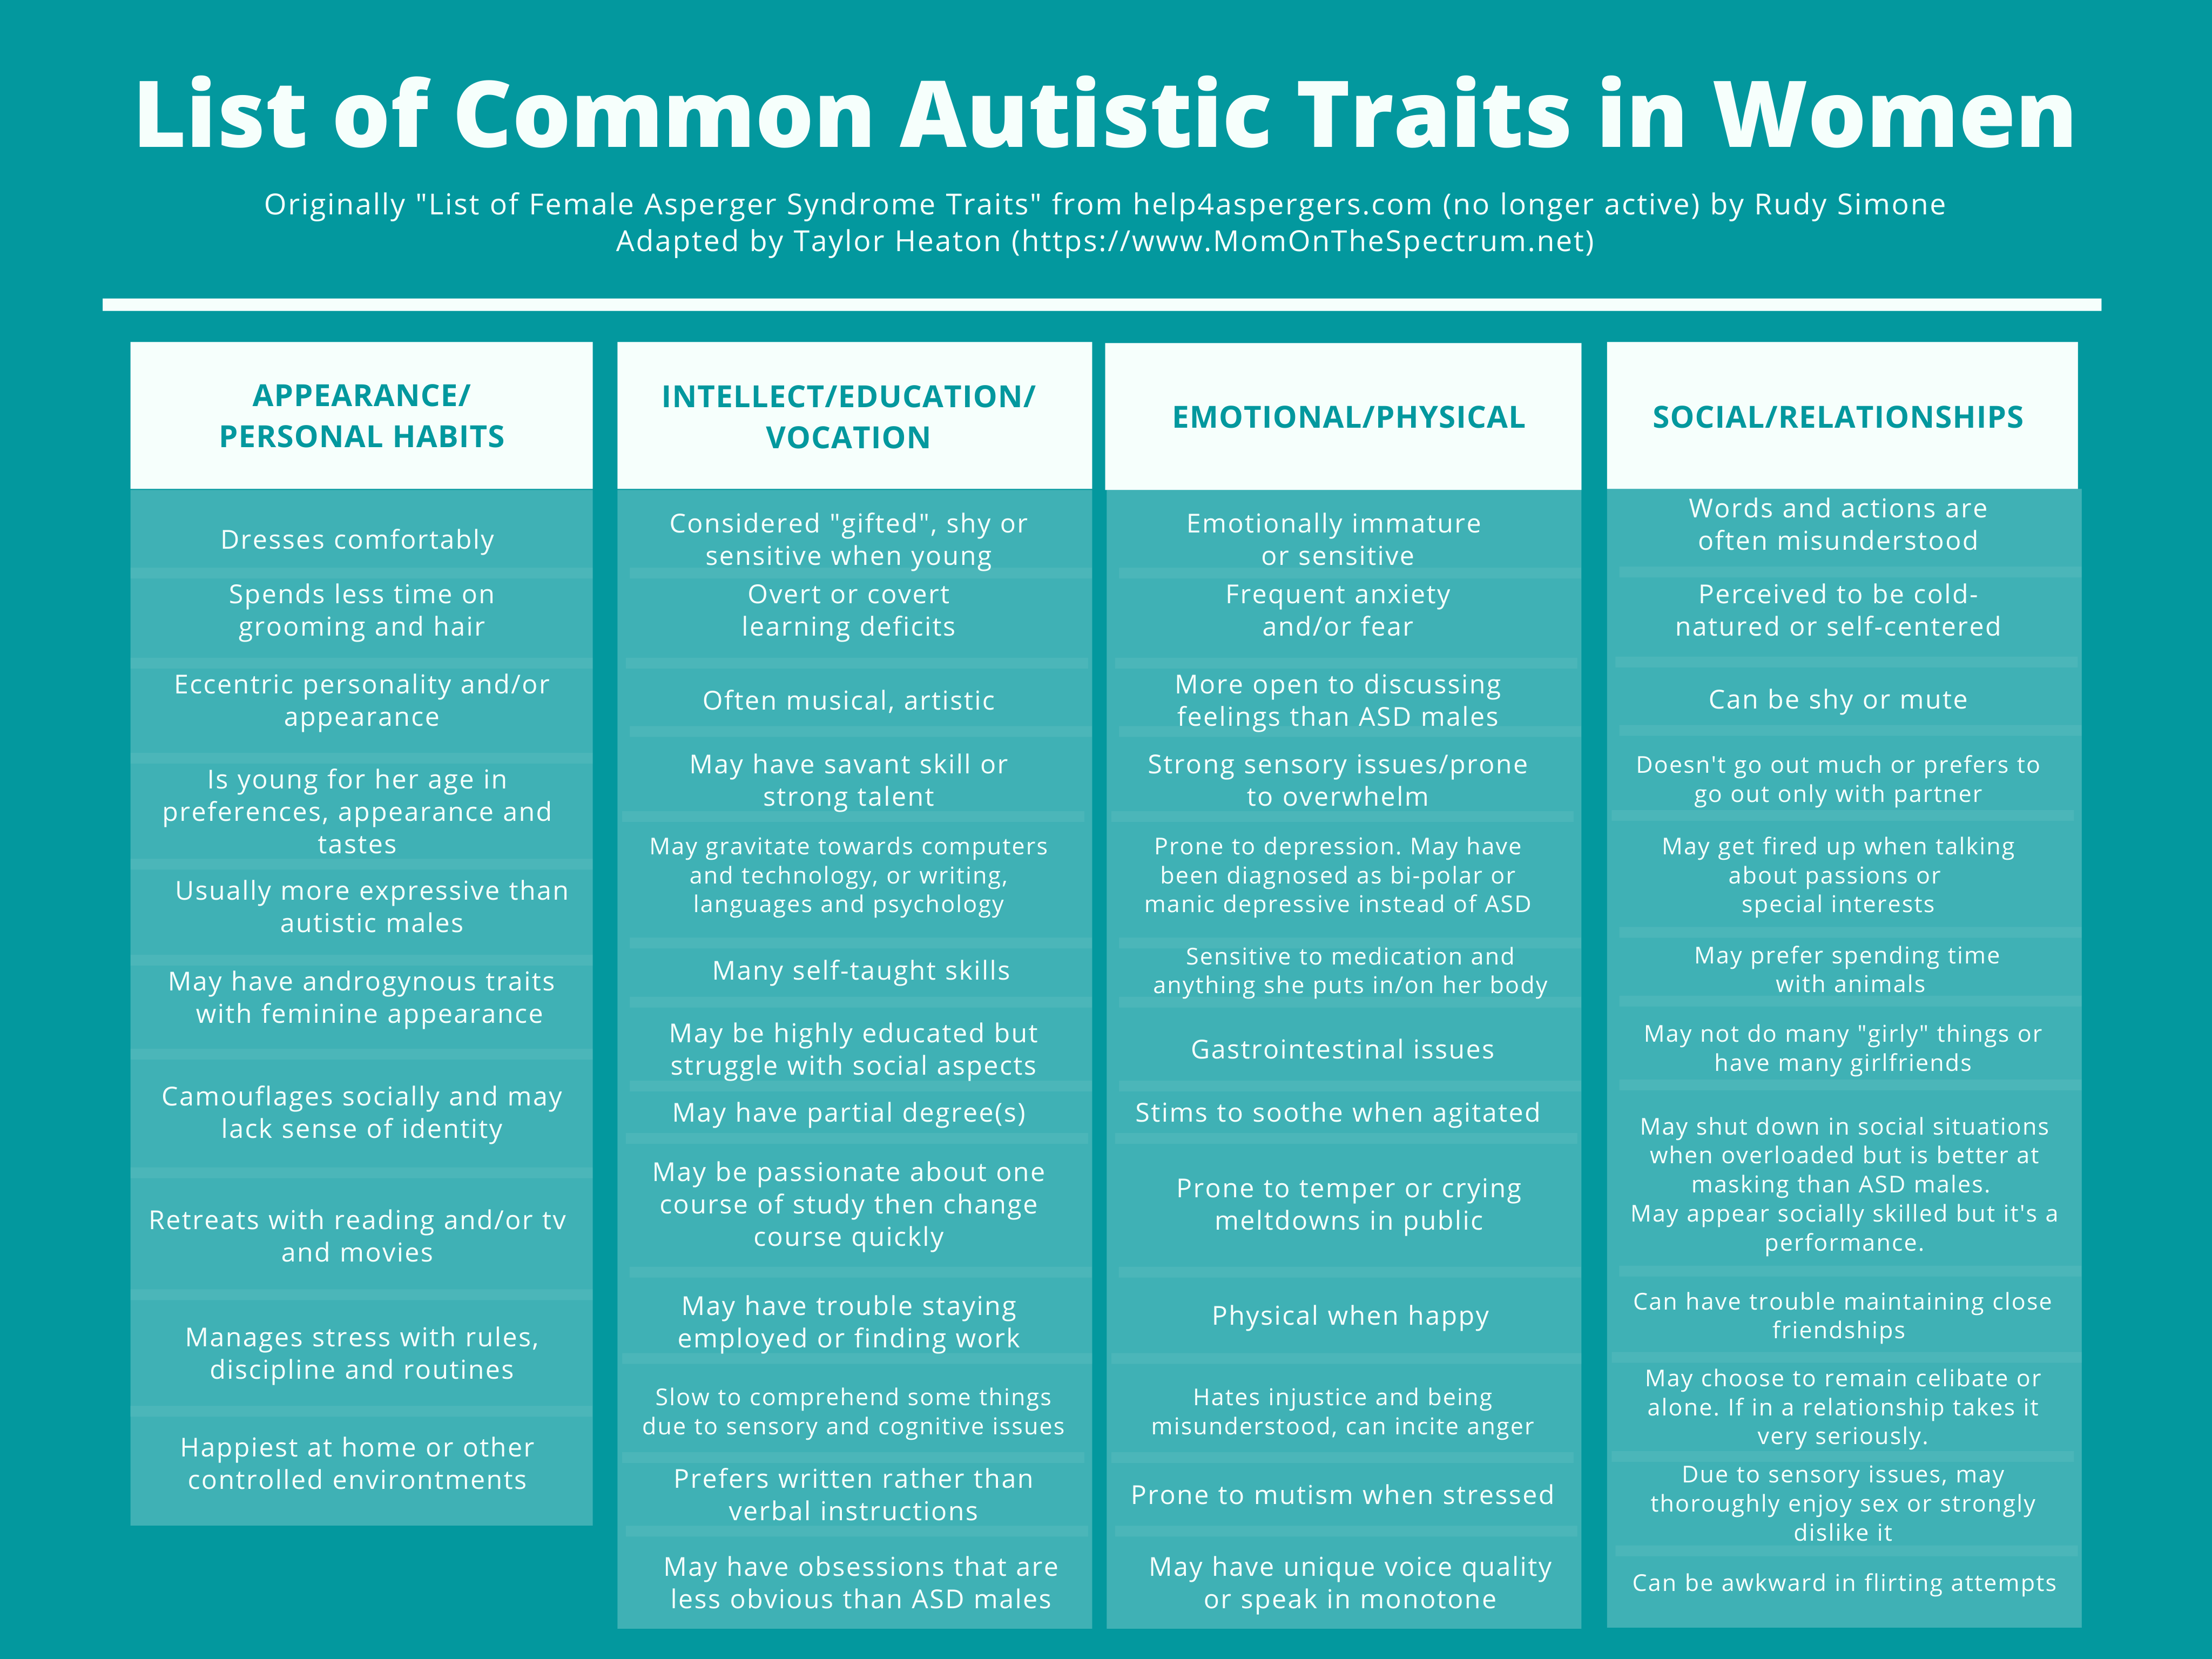 List of Common Autistic Traits in Women
Originally "List of Female Asperger Syndrome Traits" from help4aspergers.com (no longer active) by Rudy Simone
Adapted by Taylor Heaton (https://www.MomOnTheSpectrum.net)
APPEARANCE/
PERSONAL HABITS
Dresses comfortably
Spends less time on
grooming and hair
Eccentric personality and/or
appearance
Is young for her age in
preferences, appearance and
tastes
Usually more expressive than
autistic males
May have androgynous traits
with feminine appearance
Camouflages socially and may
lack sense of identity
Retreats with reading and/or tv
and movies
Manages stress with rules,
discipline and routines
Happiest at home or other
controlled environtments
INTELLECT/EDUCATION/
VOCATION
Considered "gifted", shy or
sensitive when young
Overt or covert
learning deficits
Often musical, artistic
May have savant skill or
strong talent
May gravitate towards computers
and technology, or writing,
languages and psychology
Many self-taught skills
May be highly educated but
struggle with social aspects
May have partial degree(s)
May be passionate about one
course of study then change
course quickly
May have trouble staying
employed or finding work
Slow to comprehend some things
due to sensory and cognitive issues
Prefers written rather than
verbal instructions
May have obsessions that are
less obvious than ASD males
EMOTIONAL/PHYSICAL
Emotionally immature
or sensitive
Frequent anxiety
and/or fear
More open to discussing
feelings than ASD males
Strong sensory issues/prone
to overwhelm
Prone to depression. May have
been diagnosed as bi-polar or
manic depressive instead of ASD
Sensitive to medication and
anything she puts in/on her body
Gastrointestinal issues
Stims to soothe when agitated
Prone to temper or crying
meltdowns in public
Physical when happy
Hates injustice and being
misunderstood, can incite anger
Prone to mutism when stressed
May have unique voice quality
or speak in monotone
SOCIAL/RELATIONSHIPS
Words and actions are
often misunderstood
Perceived to be cold-
natured or self-centered
Can be shy or mute
Doesn't go out much or prefers to
go out only with partner
May get fired up when talking
about passions or
special interests
May prefer spending time
with animals
May not do many "girly" things or
have many girlfriends
May shut down in social situations
when overloaded but is better at
masking than ASD males.
May appear socially skilled but it's a
performance.
Can have trouble maintaining close
friendships
May choose to remain celibate or
alone. If in a relationship takes it
very seriously.
Due to sensory issues, may
thoroughly enjoy sex or strongly
dislike it
Can be awkward in flirting attempts